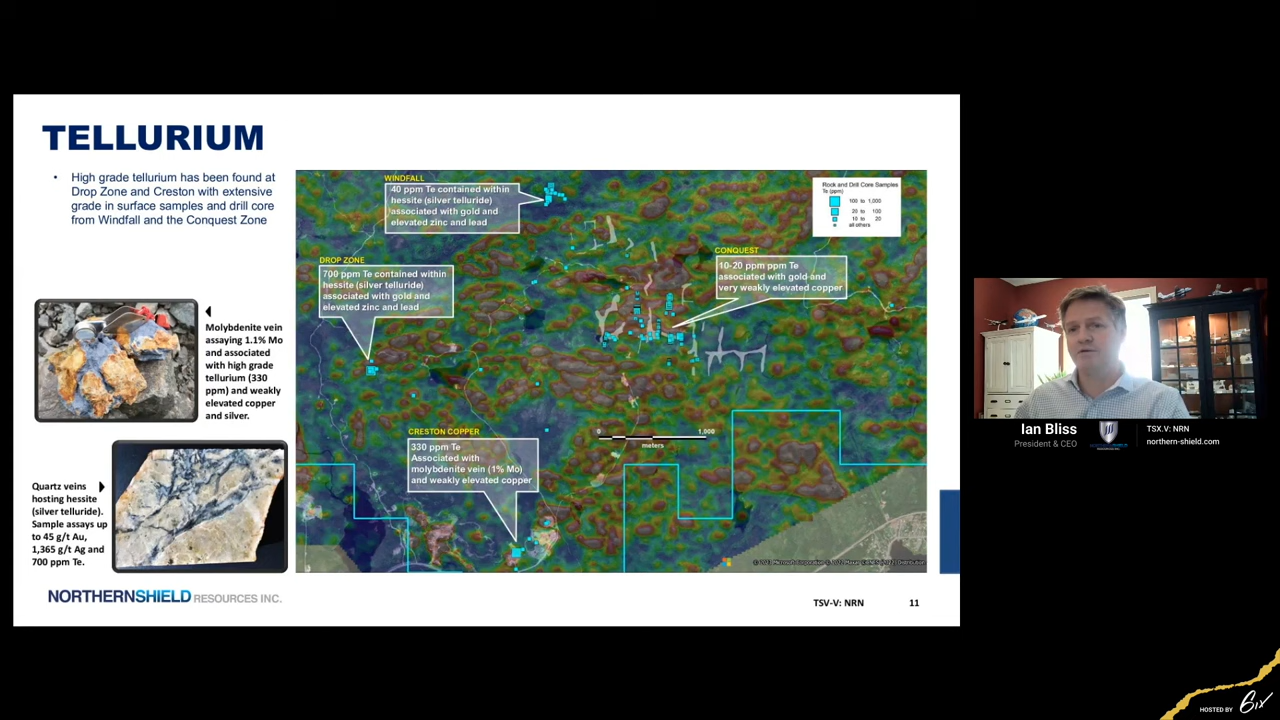 TELLURIUM
• High grade tellurium has been found at
Drop Zone and Creston with extensive
grade in surface samples and drill core
from Windfall and the Conquest Zone
WINDFALL
40 ppm Te contained within
hessite (silver telluride)
associated with gold and
elevated zinc and lead
Rock and Drill Core Samples
Te (ppm)
100 to 1,000
20 to 100
10 to 20
all others
DROP ZONE
700 ppm Te contained within
hessite (silver telluride)
associated with gold and
elevated zinc and lead
CONQUEST
10-20 ppm ppm Te
associated with gold and
very weakly elevated copper
Molybdenite vein
assaying 1.1% Mo
and associated
with high grade
tellurium (330
ppm) and weakly
elevated copper
and silver.
CRESTON COPPER
330 ppm Te
Associated with
molybdenite vein (1% Mo)
and weakly elevated copper
0 1,000
meters
Quartz veins
hosting hessite
(silver telluride).
Sample assays up
to 45 g/t Au,
1,365 g/t Ag and
700 ppm Te.
NORTHERNSHIELD RESOURCES INC.
TSV-V: NRN 11
Ian Bliss
President & CEO
TSX.V: NRN
northern-shield.com
HOSTED BY 6ix